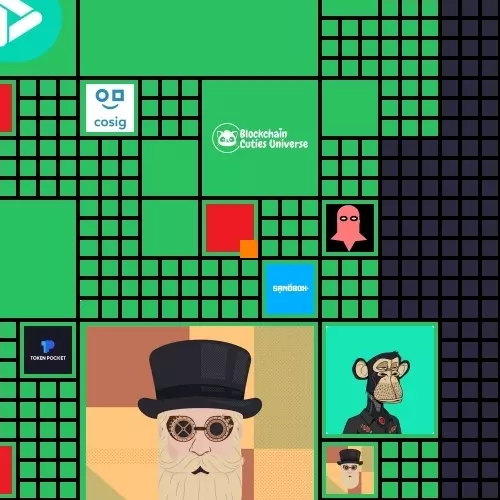 cosig
Blockchain
Cuties Universe
SANDBOX
TOKEN POCKET